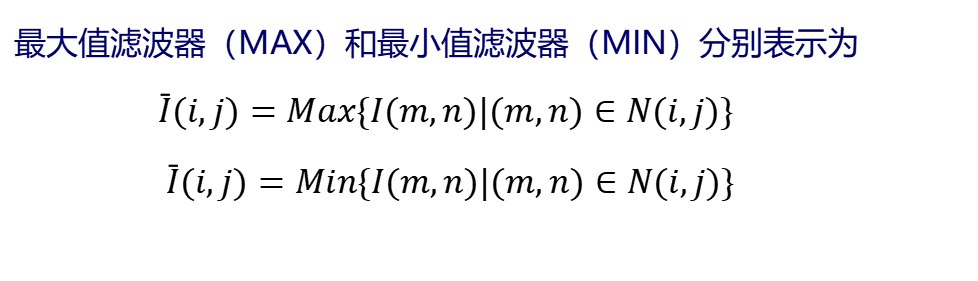 最大值滤波器（MAX）和最小值滤波器（MIN）分别表示为
Ī(i,j) = Max{I(m,n)|(m,n) ∈ N(i,j)}
Ī(i,j) = Min{I(m,n)|(m,n) ∈ N(i,j)}